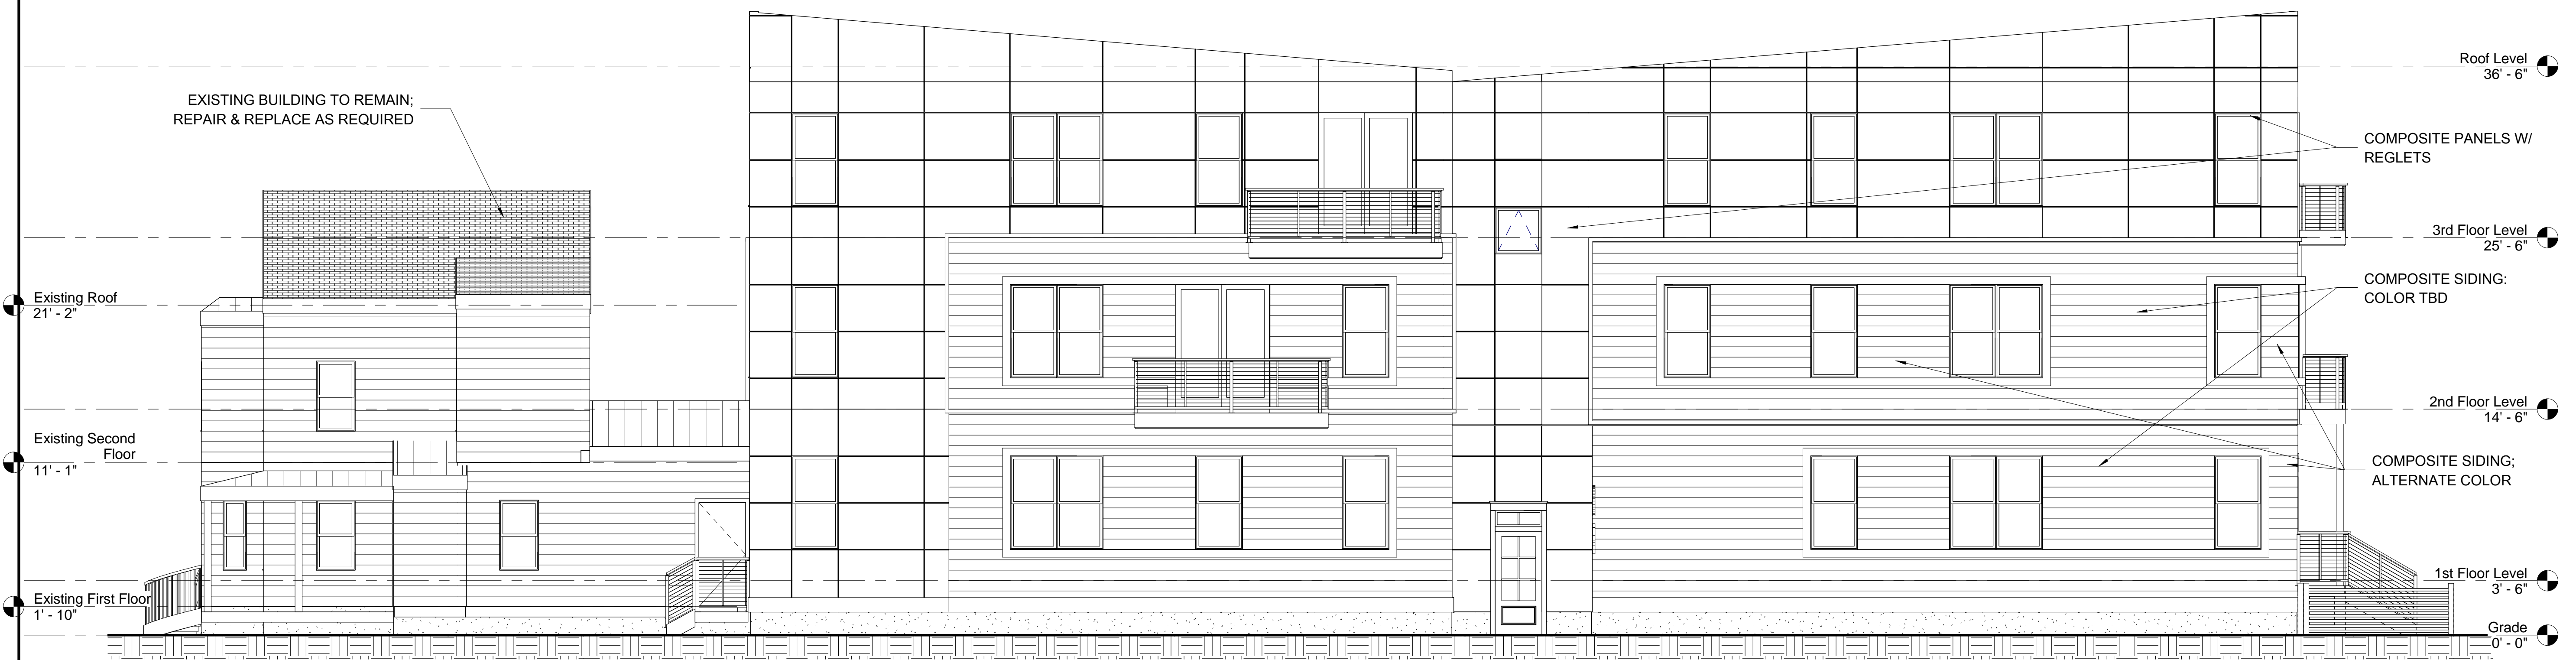 EXISTING BUILDING TO REMAIN;
REPAIR & REPLACE AS REQUIRED
Existing Roof
21' - 2"
Existing Second
Floor
11' - 1"
Existing First Floor
1' - 10"
Roof Level
36' - 6"
COMPOSITE PANELS W/
REGLETS
3rd Floor Level
25' - 6"
COMPOSITE SIDING:
COLOR TBD
2nd Floor Level
14' - 6"
COMPOSITE SIDING;
ALTERNATE COLOR
1st Floor Level
3' - 6"
Grade
0' - 0"